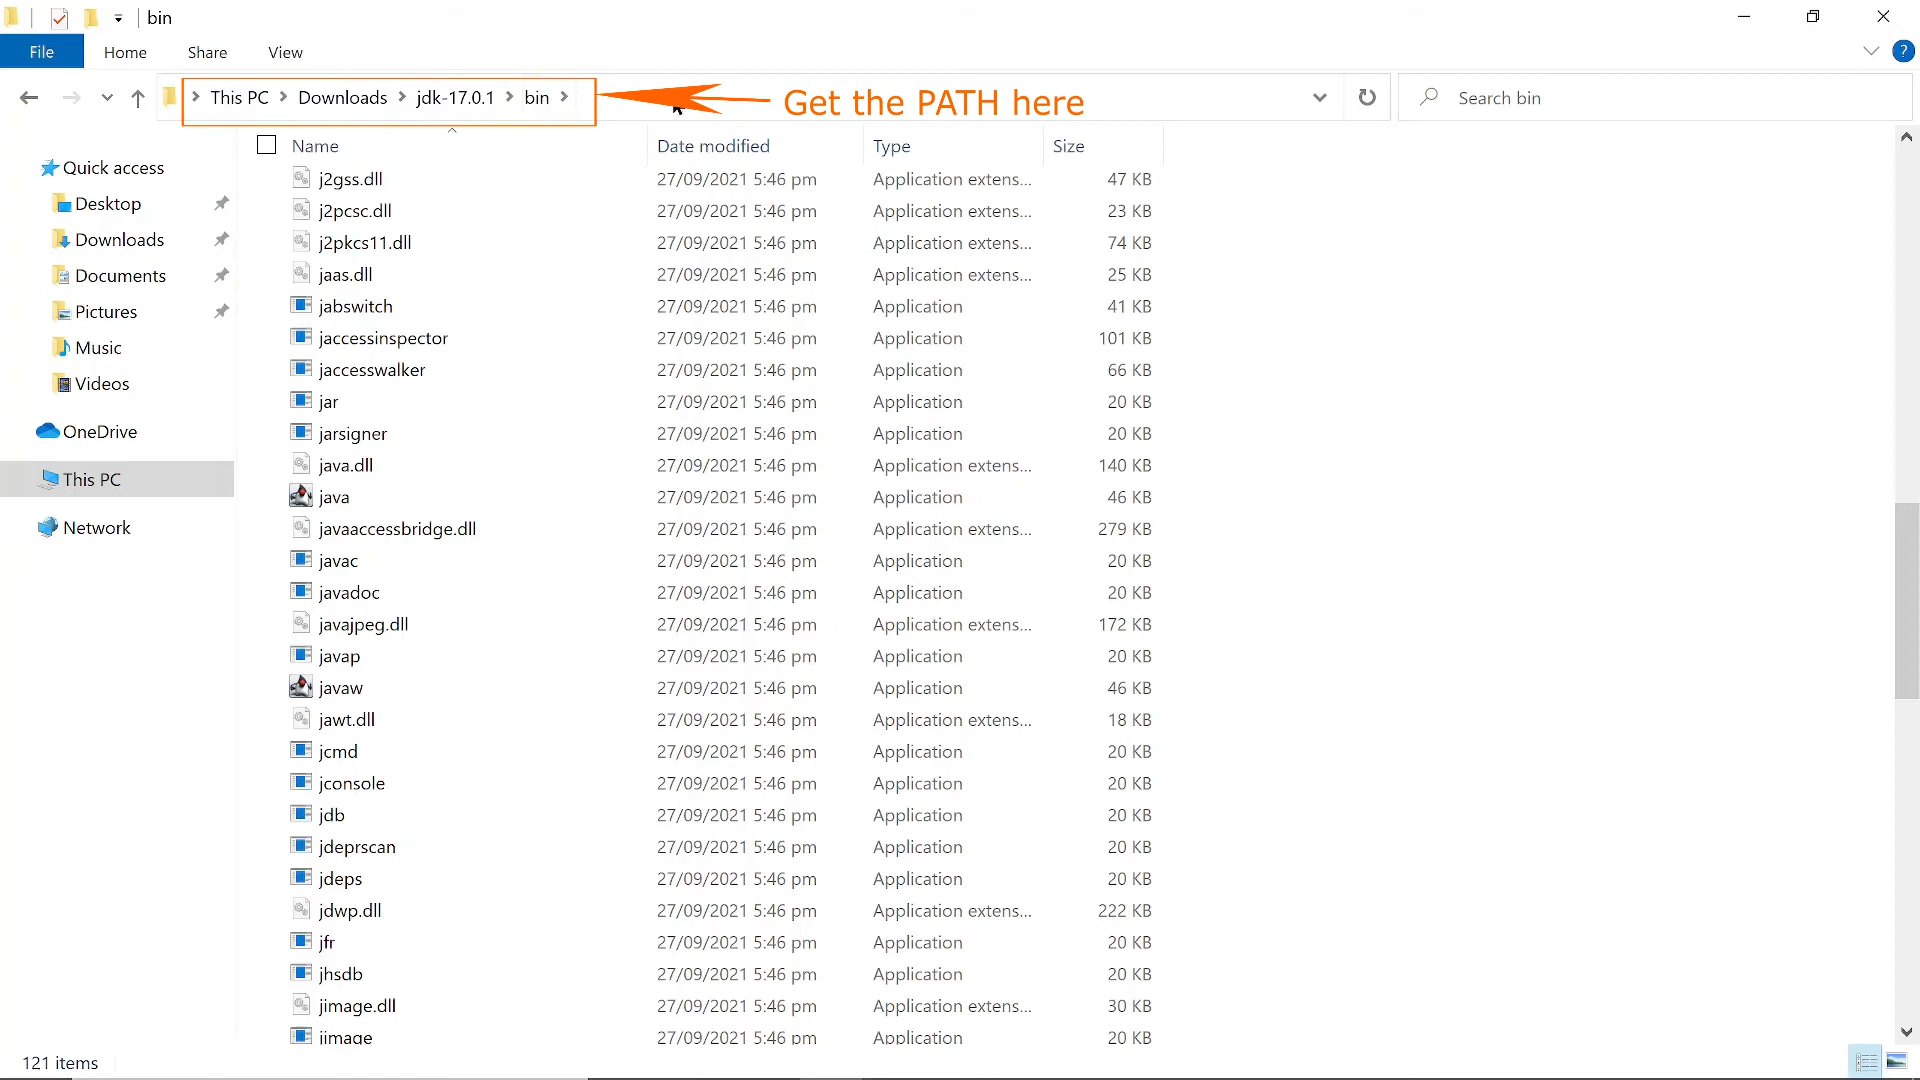 bin
File Home Share View
This PC > Downloads > jdk-17.0.1 > bin >
Get the PATH here
Search bin
Name Date modified Type Size
Quick access
Desktop
Downloads
Documents
Pictures
Music
Videos
OneDrive
This PC
Network
j2gss.dll 27/09/2021 5:46 pm Application extens... 47 KB
j2pcsc.dll 27/09/2021 5:46 pm Application extens... 23 KB
j2pkcs11.dll 27/09/2021 5:46 pm Application extens... 74 KB
jaas.dll 27/09/2021 5:46 pm Application extens... 25 KB
jabswitch 27/09/2021 5:46 pm Application 41 KB
jaccessinspector 27/09/2021 5:46 pm Application 101 KB
jaccesswalker 27/09/2021 5:46 pm Application 66 KB
jar 27/09/2021 5:46 pm Application 20 KB
jarsigner 27/09/2021 5:46 pm Application 20 KB
java.dll 27/09/2021 5:46 pm Application extens... 140 KB
java 27/09/2021 5:46 pm Application 46 KB
javaaccessbridge.dll 27/09/2021 5:46 pm Application extens... 279 KB
javac 27/09/2021 5:46 pm Application 20 KB
javadoc 27/09/2021 5:46 pm Application 20 KB
javajpeg.dll 27/09/2021 5:46 pm Application extens... 172 KB
javap 27/09/2021 5:46 pm Application 20 KB
javaw 27/09/2021 5:46 pm Application 46 KB
jawt.dll 27/09/2021 5:46 pm Application extens... 18 KB
jcmd 27/09/2021 5:46 pm Application 20 KB
jconsole 27/09/2021 5:46 pm Application 20 KB
jdb 27/09/2021 5:46 pm Application 20 KB
jdeprscan 27/09/2021 5:46 pm Application 20 KB
jdeps 27/09/2021 5:46 pm Application 20 KB
jdwp.dll 27/09/2021 5:46 pm Application extens... 222 KB
jfr 27/09/2021 5:46 pm Application 20 KB
jhsdb 27/09/2021 5:46 pm Application 20 KB
jimage.dll 27/09/2021 5:46 pm Application extens... 30 KB
jimage 27/09/2021 5:46 pm Application 20 KB
121 items